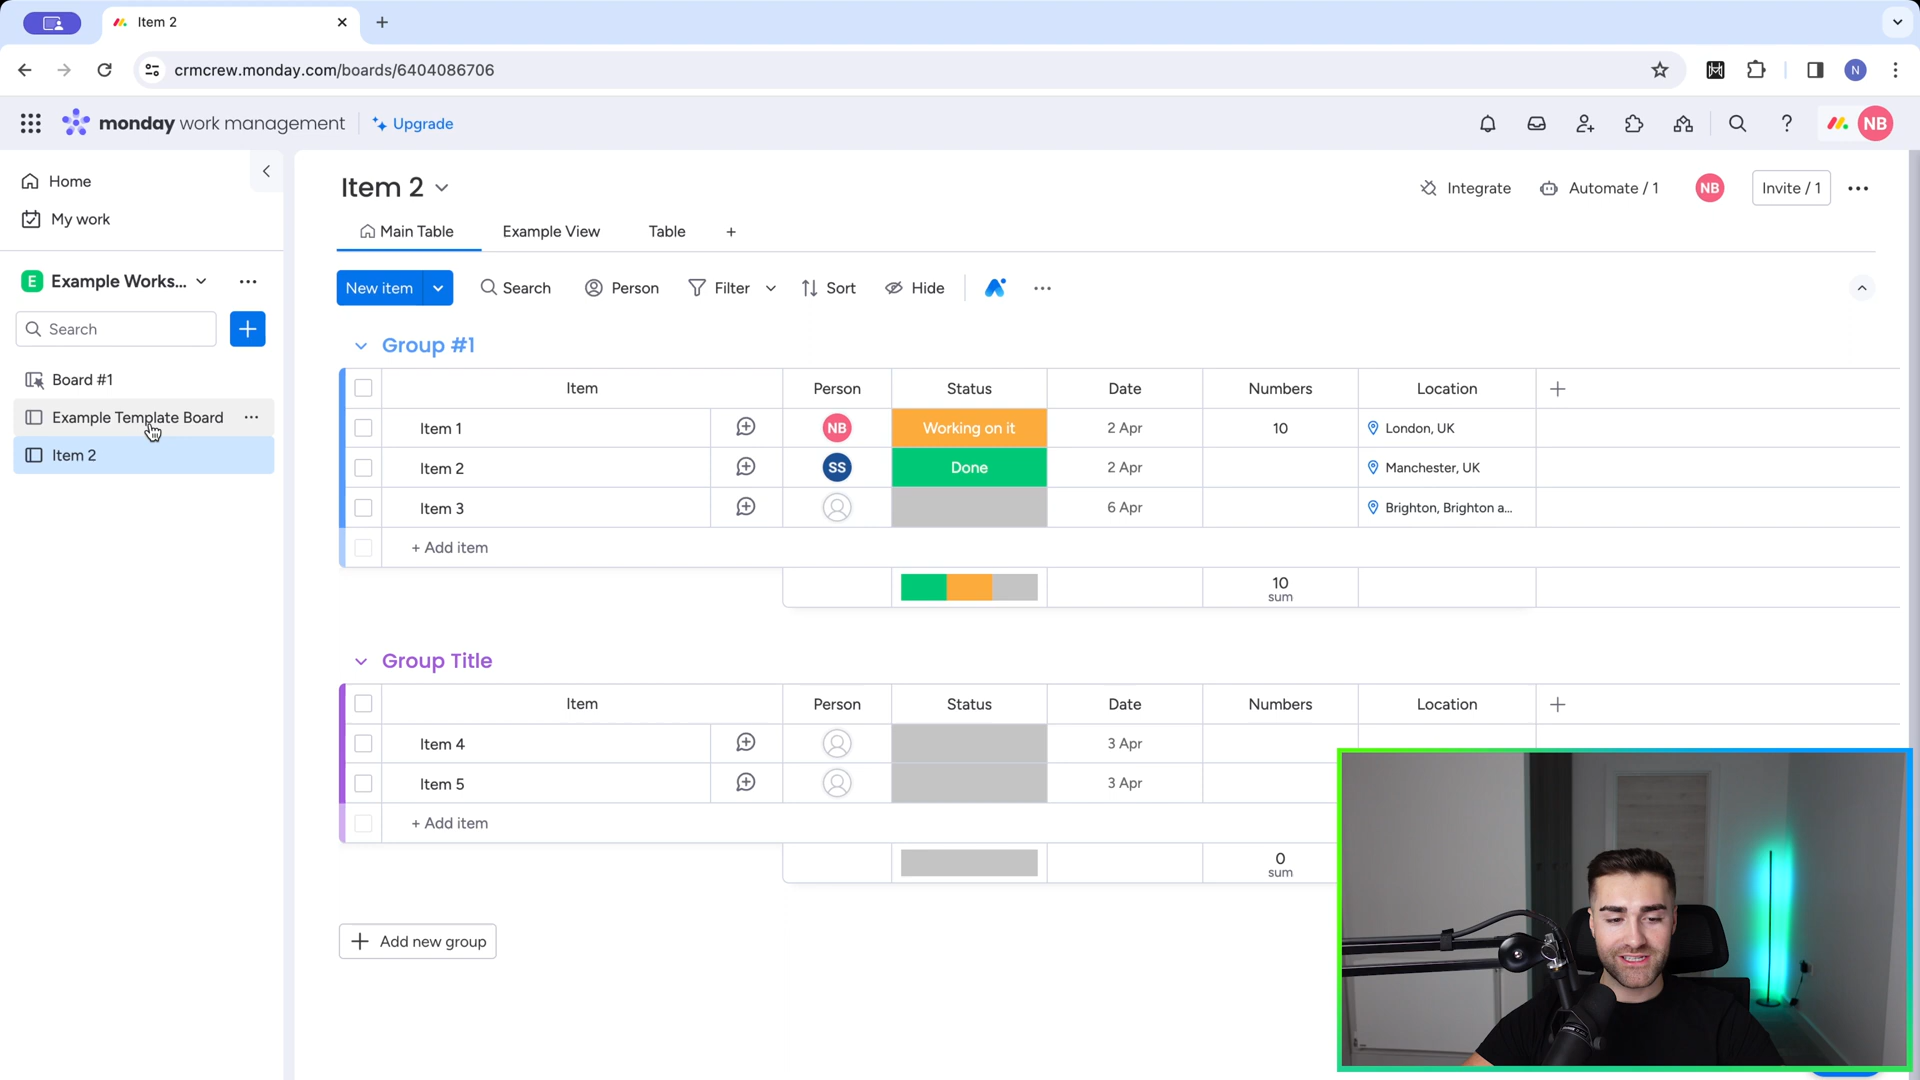 Item 2
crmcrew.monday.com/boards/6404086706
N
monday work management
Upgrade
NB
Home
My work
E Example Works...
Search
Board #1
Example Template Board
Item 2
Item 2
Integrate
Automate / 1
NB
Invite / 1
Main Table
Example View
Table
New item
Search
Person
Filter
Sort
Hide
Group #1
Item Person Status Date Numbers Location
Item 1 NB Working on it 2 Apr 10 London, UK
Item 2 SS Done 2 Apr Manchester, UK
Item 3 6 Apr Brighton, Brighton a...
+ Add item
10
sum
Group Title
Item Person Status Date Numbers Location
Item 4 3 Apr
Item 5 3 Apr
+ Add item
0
sum
Add new group